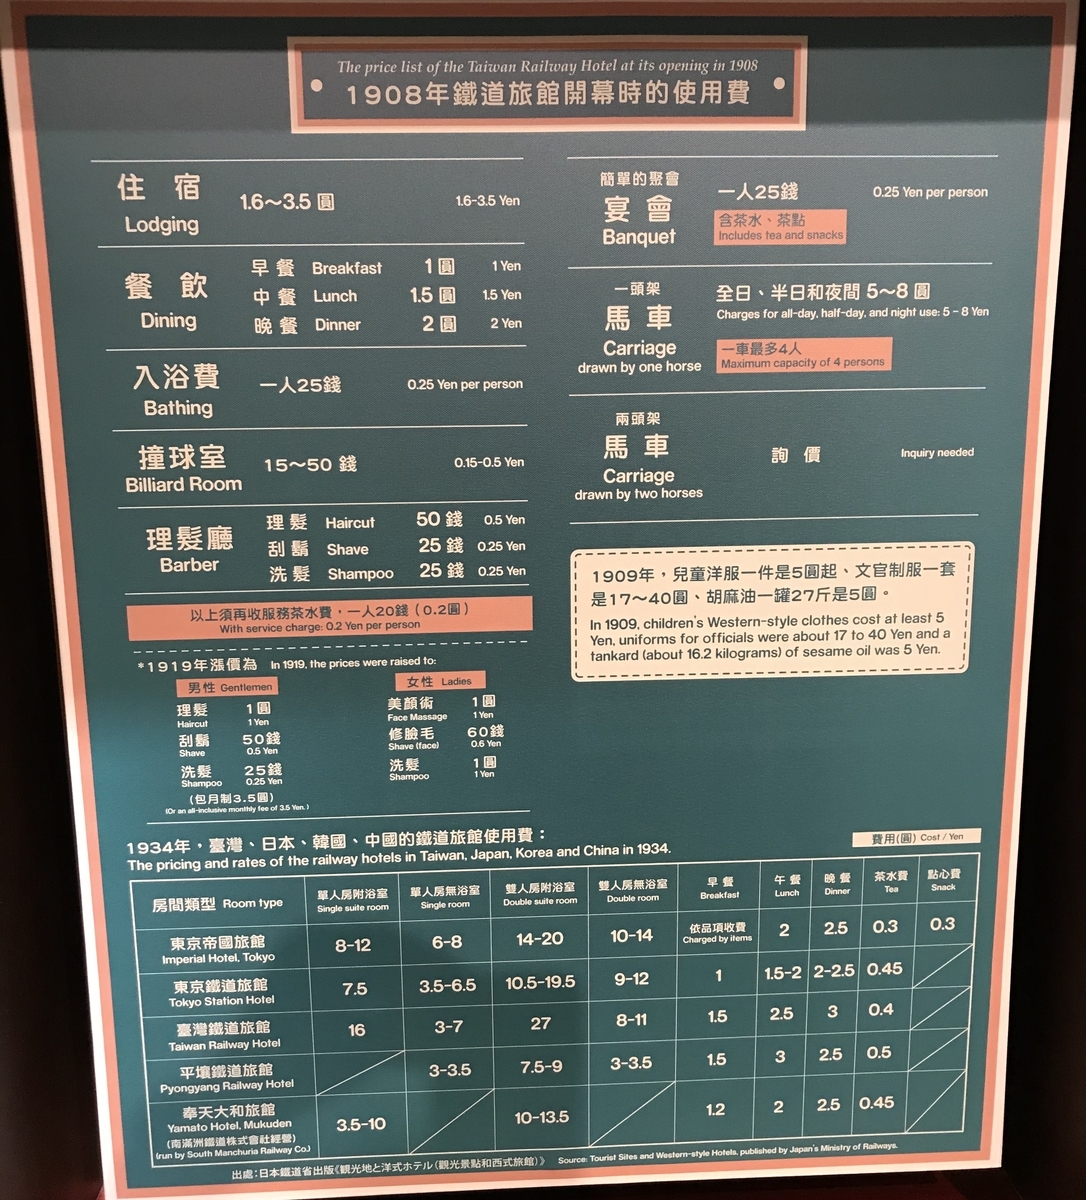 The price list of the Taiwan Railway Hotel at its opening in 1908
1908年鐵道旅館開幕時的使用費
住 宿
Lodging
1.6～3.5 圓 1.6-3.5 Yen
餐 飲
Dining
早 餐 Breakfast 1 圓 1 Yen
中 餐 Lunch 1.5 圓 1.5 Yen
晚 餐 Dinner 2 圓 2 Yen
入浴費
Bathing
一人25錢 0.25 Yen per person
撞球室
Billiard Room
15～50 錢 0.15-0.5 Yen
理髮廳
Barber
理 髮 Haircut 50 錢 0.5 Yen
刮 鬍 Shave 25 錢 0.25 Yen
洗 髮 Shampoo 25 錢 0.25 Yen
以上須再收服務茶水費，一人20錢（0.2圓）
With service charge: 0.2 Yen per person
*1919年漲價為 In 1919, the prices were raised to:
男性 Gentlemen
理髮 1 圓
Haircut 1 Yen
刮鬍 50錢
Shave 0.5 Yen
洗髮 25錢
Shampoo 0.25 Yen
（包月制3.5圓）
(Or an all-inclusive monthly fee of 3.5 Yen.)
女性 Ladies
美顏術 1 圓
Face Massage 1 Yen
修臉毛 60錢
Shave (face) 0.6 Yen
洗髮 1 圓
Shampoo 1 Yen
簡單的聚會
宴 會
Banquet
一人25錢 0.25 Yen per person
含茶水、茶點
Includes tea and snacks
一頭架
馬 車
Carriage
drawn by one horse
全日、半日和夜間 5～8 圓
Charges for all-day, half-day, and night use: 5 - 8 Yen
一車最多4人
Maximum capacity of 4 persons
兩頭架
馬 車
Carriage
drawn by two horses
詢 價 Inquiry needed
1909年，兒童洋服一件是5圓起、文官制服一套
是17～40圓、胡麻油一罐27斤是5圓。
In 1909, children's Western-style clothes cost at least 5
Yen, uniforms for officials were about 17 to 40 Yen and a
tankard (about 16.2 kilograms) of sesame oil was 5 Yen.
1934年，臺灣、日本、韓國、中國的鐵道旅館使用費：
The pricing and rates of the railway hotels in Taiwan, Japan, Korea and China in 1934.
費用(圓) Cost / Yen
房間類型 Room type 單人房附浴室 單人房無浴室 雙人房附浴室 雙人房無浴室 早 餐 午 餐 晚 餐 茶水費 點心費
Single suite room Single room Double suite room Double room Breakfast Lunch Dinner Tea Snack
東京帝國旅館 8-12 6-8 14-20 10-14 依品項收費 2 2.5 0.3 0.3
Imperial Hotel, Tokyo Charged by items
東京鐵道旅館 7.5 3.5-6.5 10.5-19.5 9-12 1 1.5-2 2-2.5 0.45
Tokyo Station Hotel
臺灣鐵道旅館 16 3-7 27 8-11 1.5 2.5 3 0.4
Taiwan Railway Hotel
平壤鐵道旅館 3-3.5 7.5-9 3-3.5 1.5 3 2.5 0.5
Pyongyang Railway Hotel
奉天大和旅館 3.5-10 10-13.5 1.2 2 2.5 0.45
Yamato Hotel, Mukuden
(南滿洲鐵道株式會社經營)
(run by South Manchuria Railway Co.)
出處：日本鐵道省出版《観光地と洋式ホテル（觀光景點和西式旅館）》 Source: Tourist Sites and Western-style Hotels, published by Japan's Ministry of Railways.